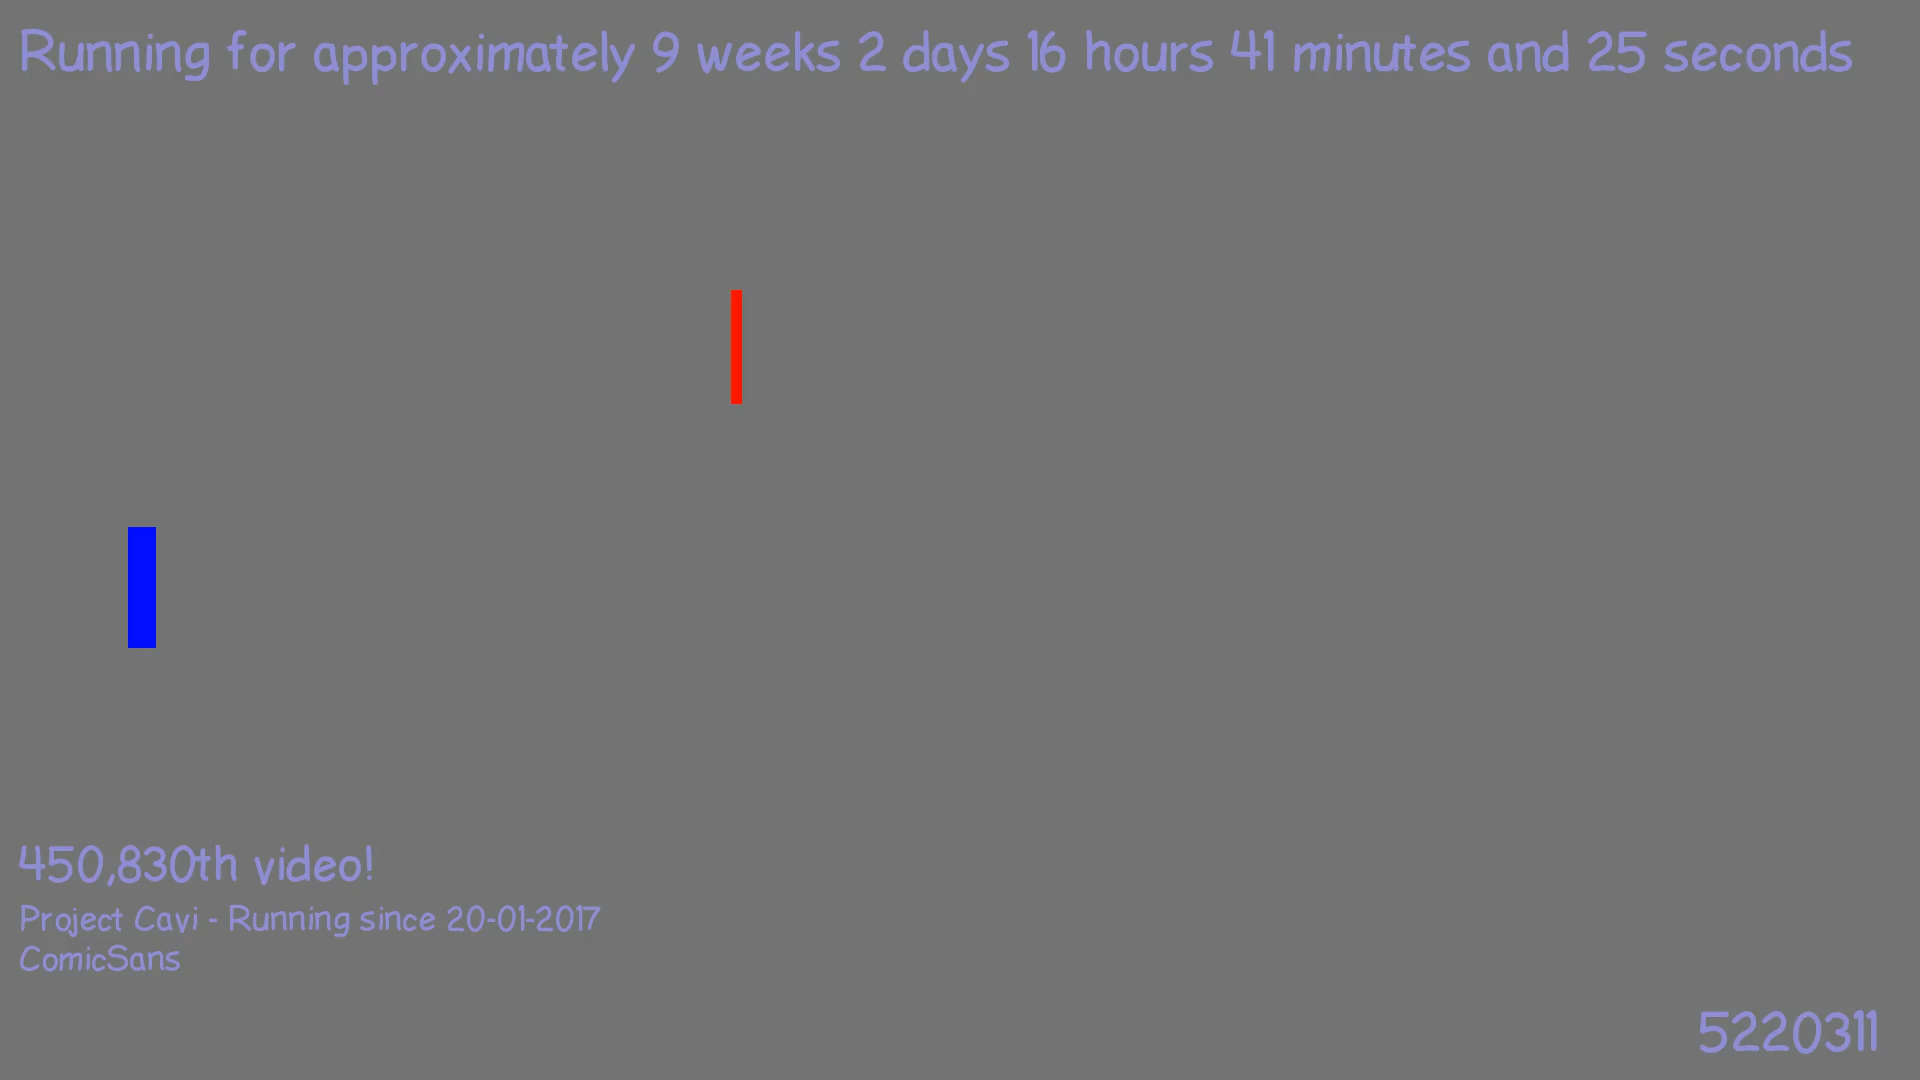 Running for approximately 9 weeks 2 days 16 hours 41 minutes and 25 seconds
450,830th video!
Project Cavi - Running since 20-01-2017
ComicSans
5220311